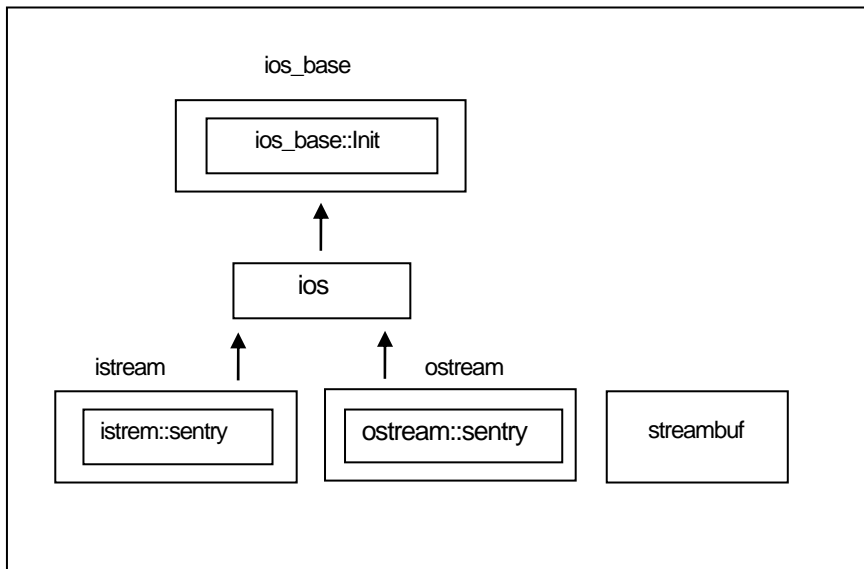 ios_base
ios_base::Init
ios
istream
ostream
istrem::sentry
ostream::sentry
streambuf